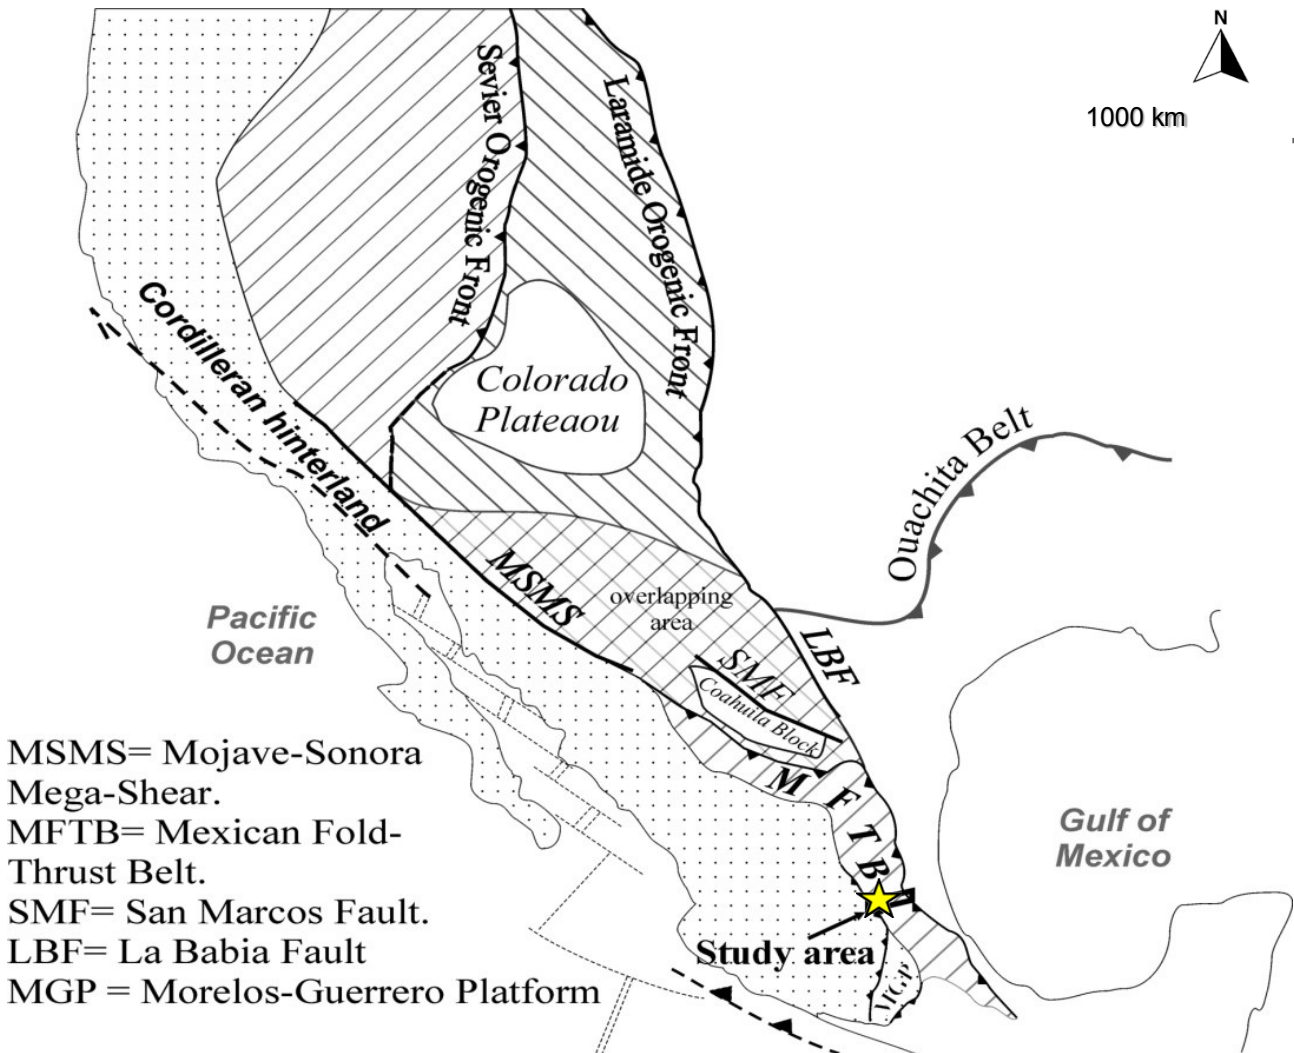 N
1000 km
Sevier Orogenic Front
Laramide Orogenic Front
Cordilleran hinterland
Colorado
Plateaou
Ouachita Belt
MSMS
overlapping
area
LBF
SMF
Coahuila Block
Pacific
Ocean
M F T B
Gulf of
Mexico
Study area
MGP
MSMS= Mojave-Sonora
Mega-Shear.
MFTB= Mexican Fold-
Thrust Belt.
SMF= San Marcos Fault.
LBF= La Babia Fault
MGP = Morelos-Guerrero Platform